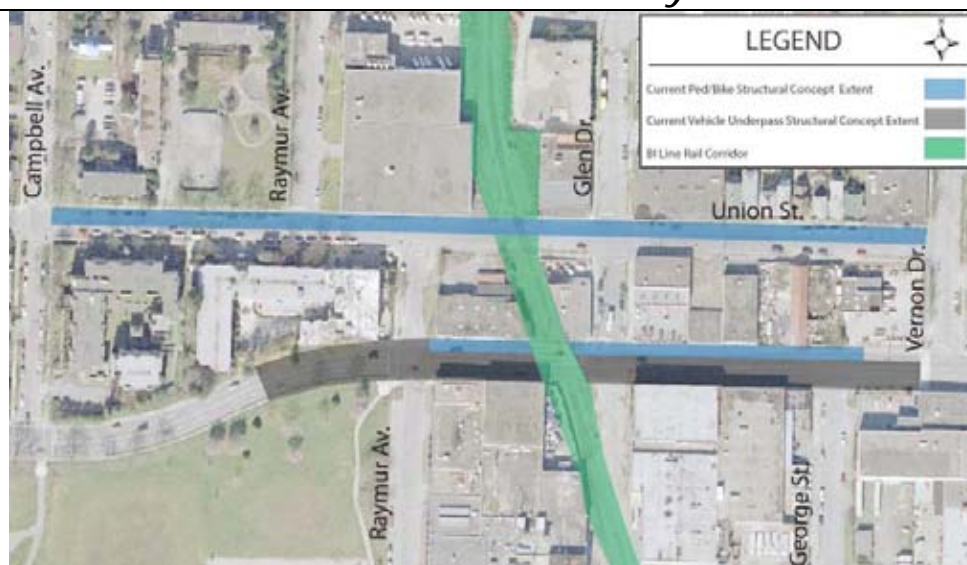 LEGEND
Current Ped/Bike Structural Concept Extent
Current Vehicle Underpass Structural Concept Extent
BI Line Rail Corridor
Campbell Av.
Raymur Av.
Glen Dr.
Union St.
Vernon Dr.
Raymur Av.
George St.